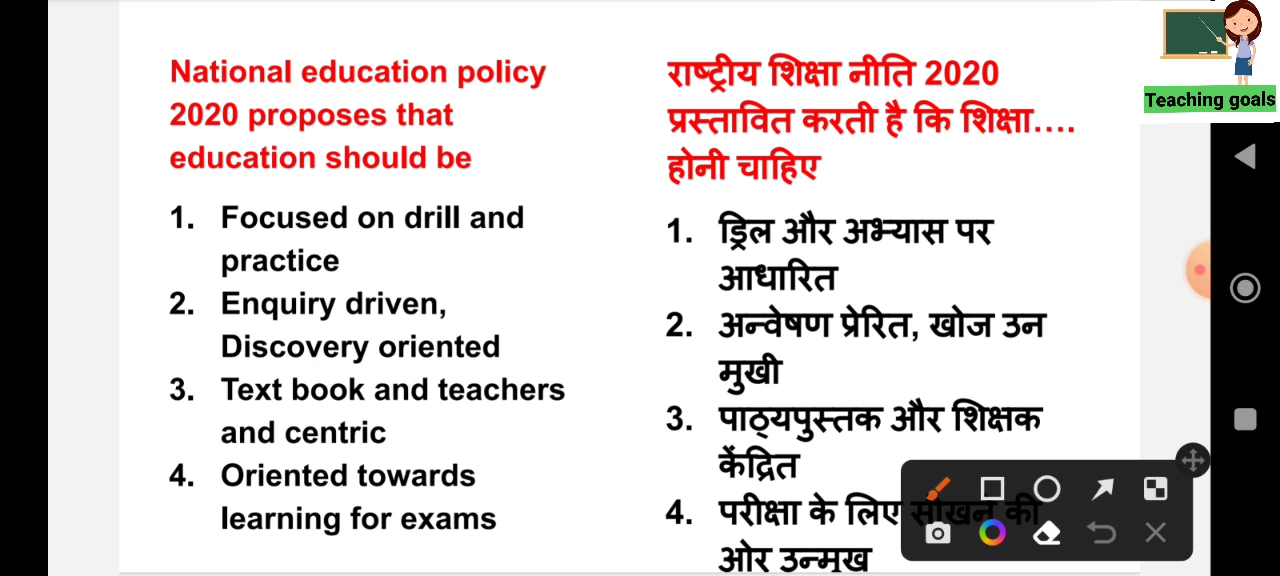 National education policy
2020 proposes that
education should be
1. Focused on drill and
practice
2. Enquiry driven,
Discovery oriented
3. Text book and teachers
and centric
4. Oriented towards
learning for exams
राष्ट्रीय शिक्षा नीति 2020
प्रस्तावित करती है कि शिक्षा....
होनी चाहिए
1. ड्रिल और अभ्यास पर
आधारित
2. अन्वेषण प्रेरित, खोज उन
मुखी
3. पाठ्यपुस्तक और शिक्षक
केंद्रित
4. परीक्षा के लिए सीखने की
ओर उन्मुख
Teaching goals